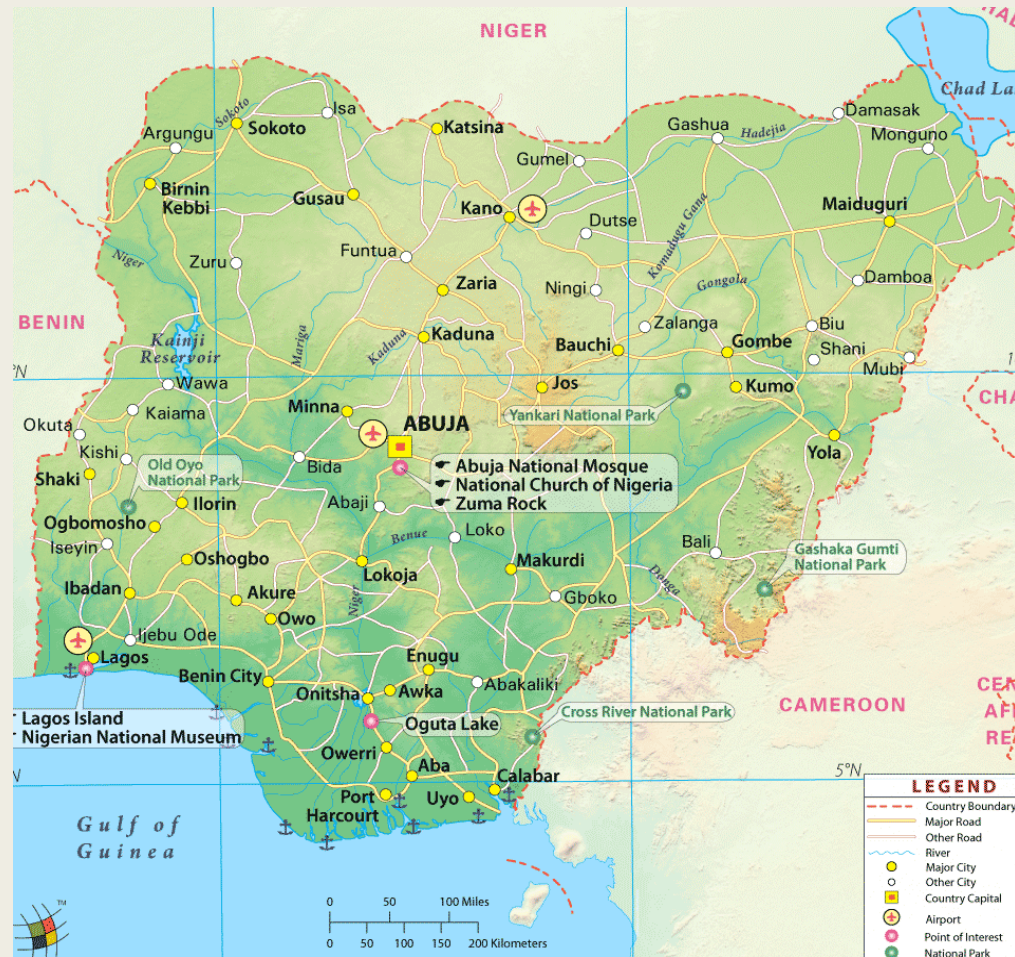 NIGER
Chad La
Sokoto
Isa
Sokoto
Katsina
Damasak
Argungu
Gashua
Hadejia
Monguno
Gumel
Birnin
Kebbi
Gusau
Kano
Maiduguri
Dutse
Komadugu Gana
Niger
Zuru
Funtua
Zaria
Ningi
Gongola
Damboa
BENIN
Kainji
Reservoir
Mariga
Kaduna
Kaduna
Zalanga
Biu
Bauchi
Gombe
Shani
Mubi
°N
1
Wawa
Jos
Kumo
CHA
Minna
Yankari National Park
Kaiama
Okuta
ABUJA
Kishi
Bida
Yola
Shaki
Old Oyo
National Park
Abuja National Mosque
National Church of Nigeria
Zuma Rock
Ilorin
Abaji
Ogbomosho
Iseyin
Benue
Loko
Bali
Oshogbo
Gashaka Gumti
National Park
Lokoja
Makurdi
Ibadan
Akure
Niger
Gboko
Donga
Owo
Ijebu Ode
Lagos
Enugu
Benin City
Onitsha
Awka
Abakaliki
CAMEROON
CEN
AF
RE
Lagos Island
Nigerian National Museum
Oguta Lake
Cross River National Park
Owerri
Aba
Calabar
N
5°N
Port
Harcourt
Uyo
Gulf of
Guinea
LEGEND
Country Boundary
Major Road
Other Road
River
Major City
Other City
Country Capital
Airport
Point of Interest
National Park
0 50 100 Miles
0 50 100 150 200 Kilometers
TM